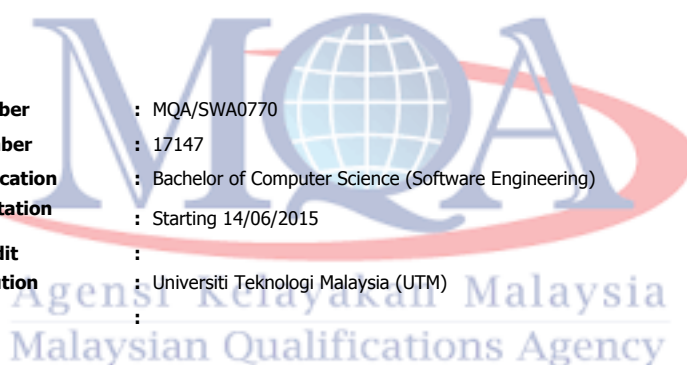 MQA
ber : MQA/SWA0770
ber : 17147
cation : Bachelor of Computer Science (Software Engineering)
tation : Starting 14/06/2015
dit :
tion : Universiti Teknologi Malaysia (UTM)
:
Agensi Kelayakan Malaysia
Malaysian Qualifications Agency